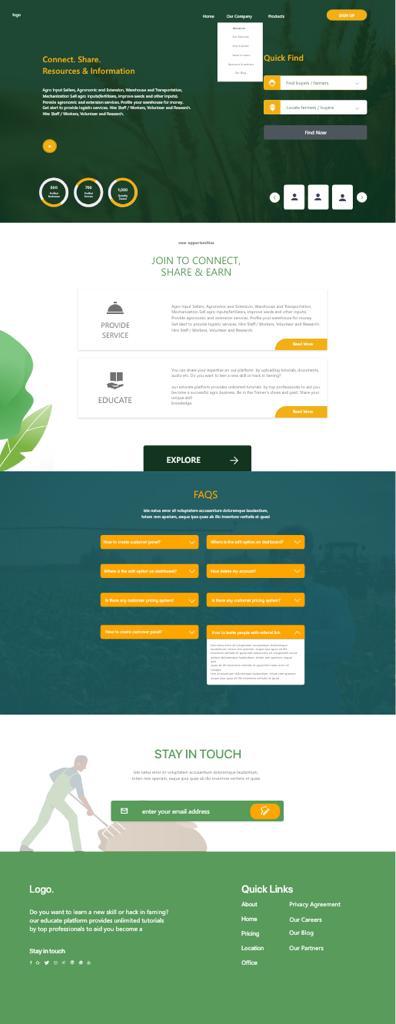 logo
Home Our Company Products
SIGN UP
Our Blog
Connect. Share.
Resources & Information
Agro Input Sellers, Agronomic and Extension, Warehouse and Transportation,
Mechanization Sell agro inputs(fertilizers, improve seeds and other inputs).
Provide agronomic and extension services. Profile your warehouse for money.
Get ideal to provide logistic services. Hire Staff / Workers,
Hire Staff / Workers, Volunteer and Research.
Quick Find
Find buyers / farmers
Locate farmers / buyers
Find Now
700
1,000
new opportunities
JOIN TO CONNECT,
SHARE & EARN
PROVIDE
SERVICE
Agro Input Sellers, Agronomic and Extension, Warehouse and Transportation,
Mechanization Sell agro inputs(fertilizers, improve seeds and other inputs).
Provide agronomic and extension services. Profile your warehouse for money.
Get ideal to provide logistic services. Hire Staff / Workers, Volunteer and Research.
Hire Staff / Workers, Volunteer and Research.
Read More
EDUCATE
You can share your expertise on our platform by uploading tutorials, documents,
audio etc. Do you want to learn a new skill or hack in faming?
our educate platform provides unlimited tutorials by top professionals to aid you
become a successful agro business. Be in the Trainer's shoes and past. Share your
unique skill
knowledge.
Read More
EXPLORE
FAQS
iste natus error sit voluptatem accusantium doloremque laudantium,
totam rem aperiam, eaque ipsa quae ab illo inventore veritatis et quasi
How to create customer panel?
Where is the edit option on dashboard?
Where is the edit option on dashboard?
How delete my account?
Is there any customer pricing system?
Is there any customer pricing system?
How to create customer panel?
How to invite people with referral link
STAY IN TOUCH
iste natus error sit voluptatem accusantium doloremque laudantium,
totam rem aperiam, eaque ipsa quae ab illo inventore veritatis et quasi
enter your email address
Logo.
Do you want to learn a new skill or hack in faming?
our educate platform provides unlimited tutorials
by top professionals to aid you become a
Stay in touch
Quick Links
About Privacy Agreement
Home Our Careers
Pricing Our Blog
Location Our Partners
Office